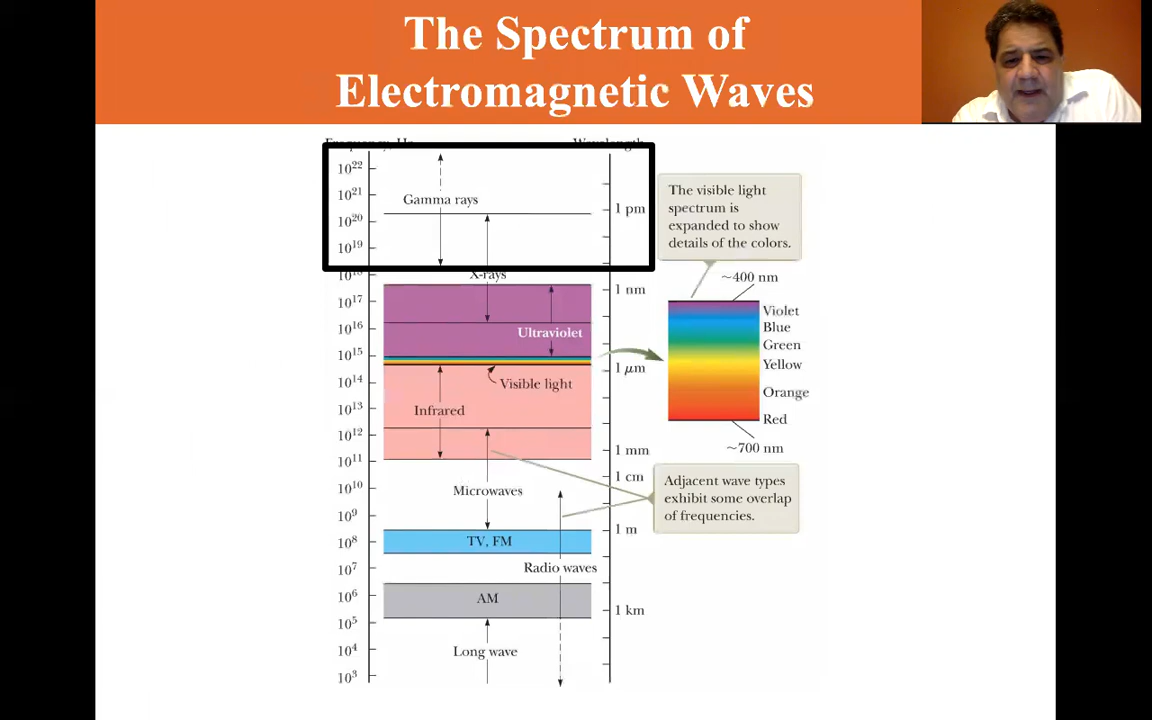 The Spectrum of
Electromagnetic Waves
10²²
10²¹
10²⁰
10¹⁹
10¹⁷
10¹⁶
10¹⁵
10¹⁴
10¹³
10¹²
10¹¹
10¹⁰
10⁹
10⁸
10⁷
10⁶
10⁵
10⁴
10³
Gamma rays
X-rays
Ultraviolet
Visible light
Infrared
Microwaves
TV, FM
Radio waves
AM
Long wave
1 pm
1 nm
1 μm
1 mm
1 cm
1 m
1 km
The visible light
spectrum is
expanded to show
details of the colors.
~400 nm
Violet
Blue
Green
Yellow
Orange
Red
~700 nm
Adjacent wave types
exhibit some overlap
of frequencies.